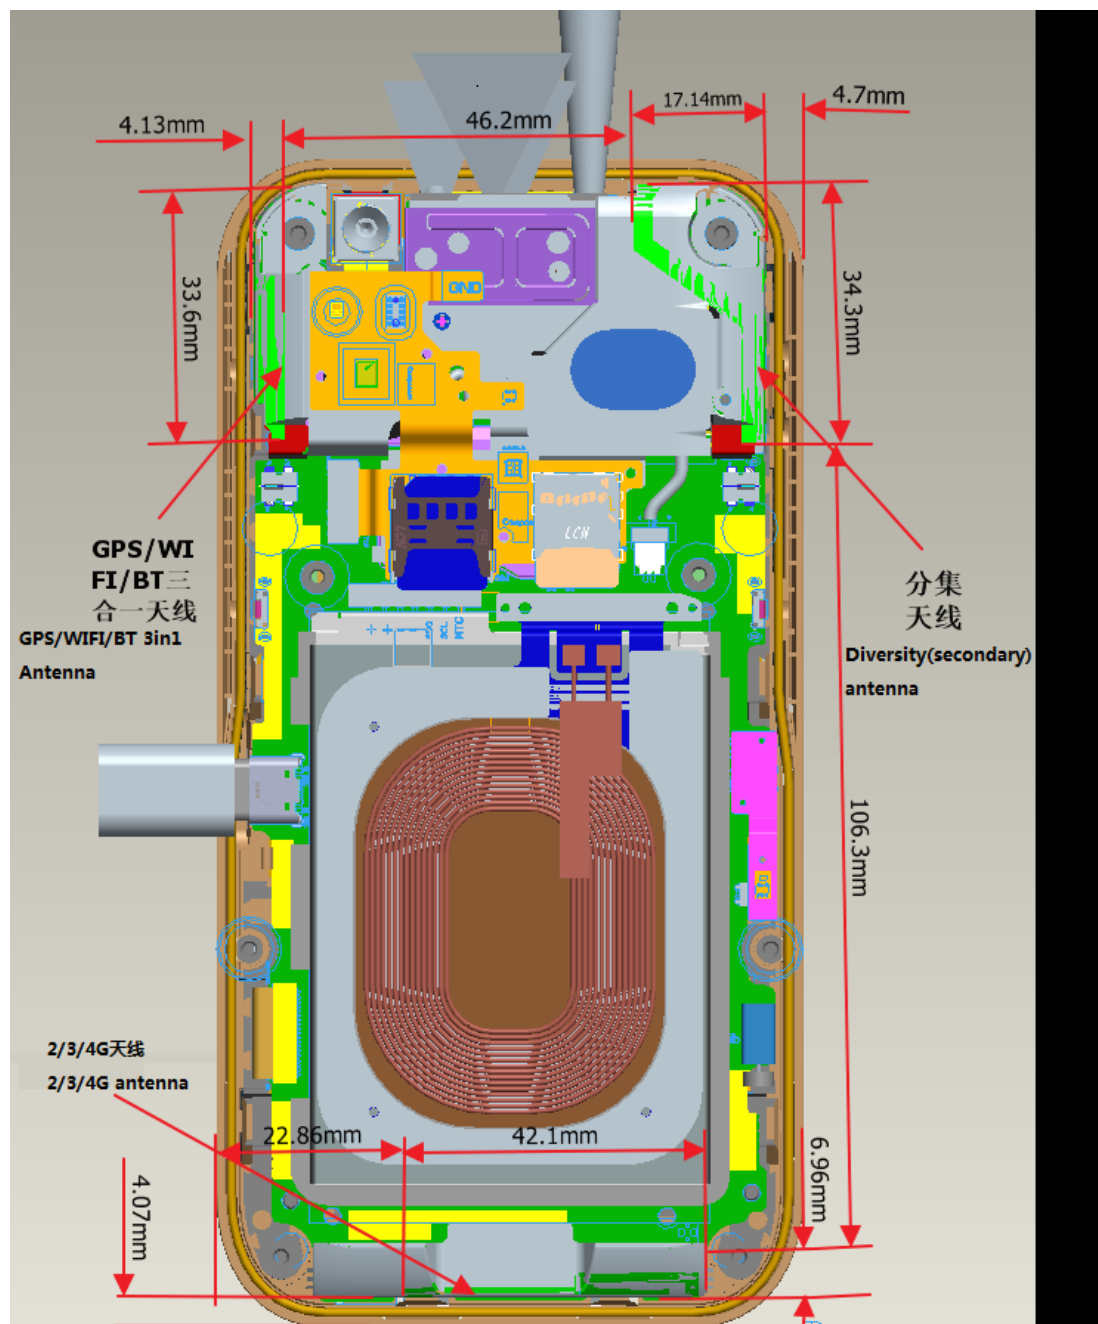 17.14mm
4.7mm
4.13mm
46.2mm
33.6mm
34.3mm
GND
GPS/WI
FI/BT三
合一天线
GPS/WIFI/BT 3in1
Antenna
LCN
分集
天线
Diversity(secondary)
antenna
SCL
NTC
106.3mm
2/3/4G天线
2/3/4G antenna
22.86mm
42.1mm
6.96mm
4.07mm